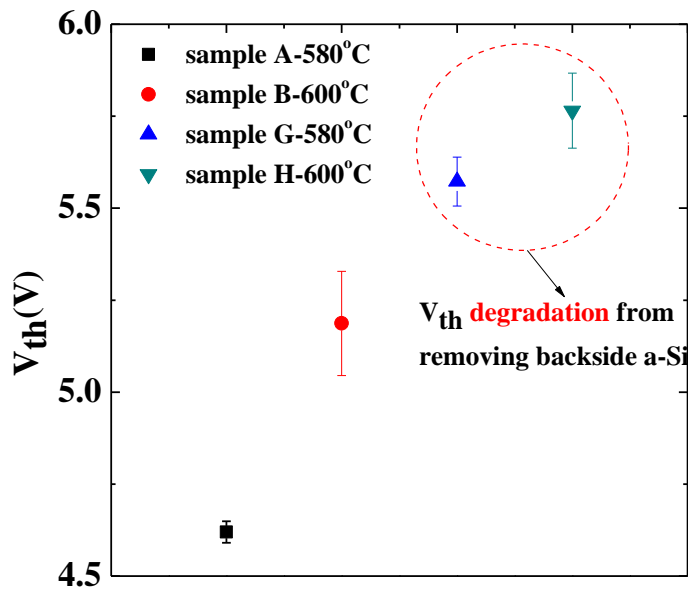 6.0
sample A-580°C
sample B-600°C
sample G-580°C
sample H-600°C
5.5
Vth degradation from
removing backside a-Si
Vth(V)
5.0
4.5